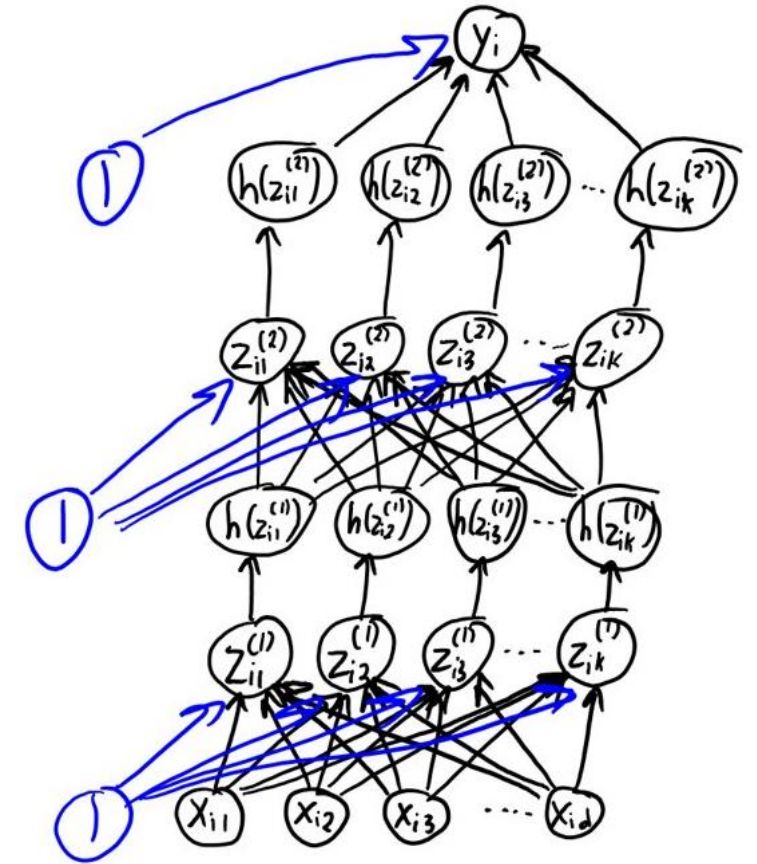 yᵢ
1 h(zᵢ₁⁽²⁾) h(zᵢ₂⁽²⁾) h(zᵢ₃⁽²⁾) ... h(zᵢₖ⁽²⁾)
zᵢ₁⁽²⁾ zᵢ₂⁽²⁾ zᵢ₃⁽²⁾ ... zᵢₖ⁽²⁾
1 h(zᵢ₁⁽¹⁾) h(zᵢ₂⁽¹⁾) h(zᵢ₃⁽¹⁾) ... h(zᵢₖ⁽¹⁾)
zᵢ₁⁽¹⁾ zᵢ₂⁽¹⁾ zᵢ₃⁽¹⁾ ... zᵢₖ⁽¹⁾
1 xᵢ₁ xᵢ₂ xᵢ₃ .... x_id